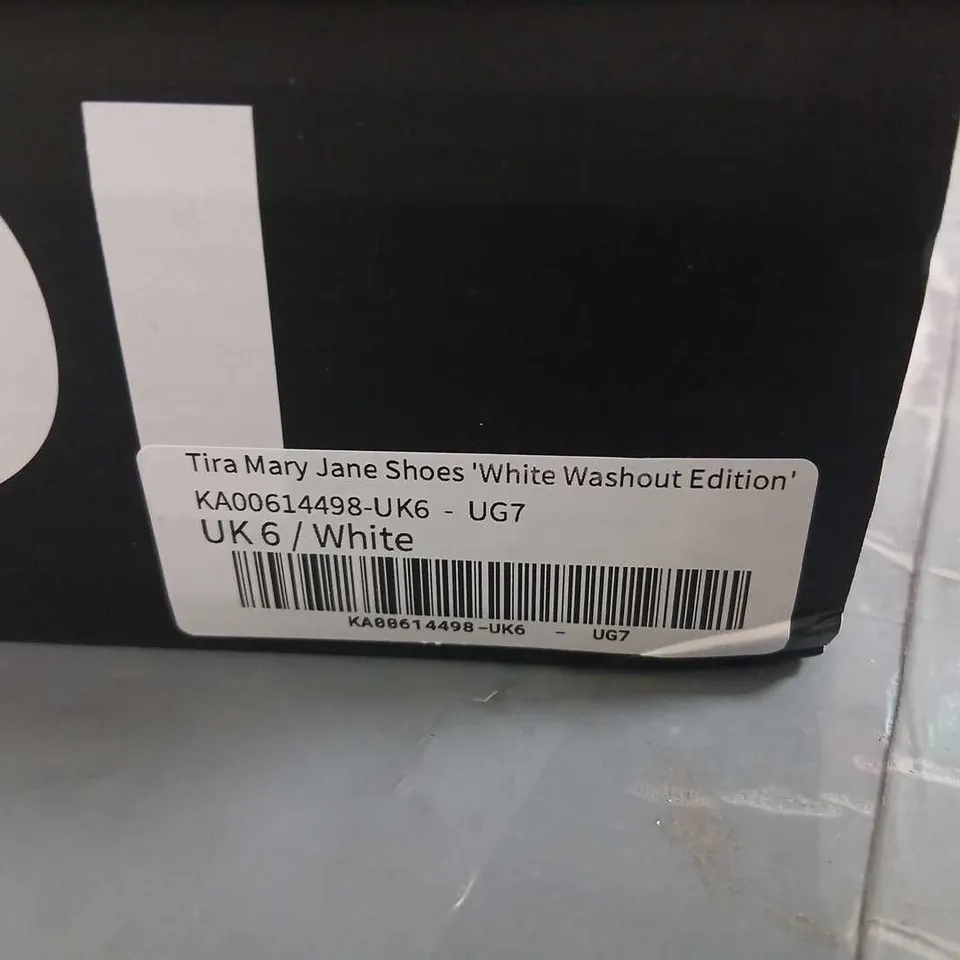 Tira Mary Jane Shoes 'White Washout Edition'
KA00614498-UK6 - UG7
UK 6 / White
KA00614498-UK6 - UG7